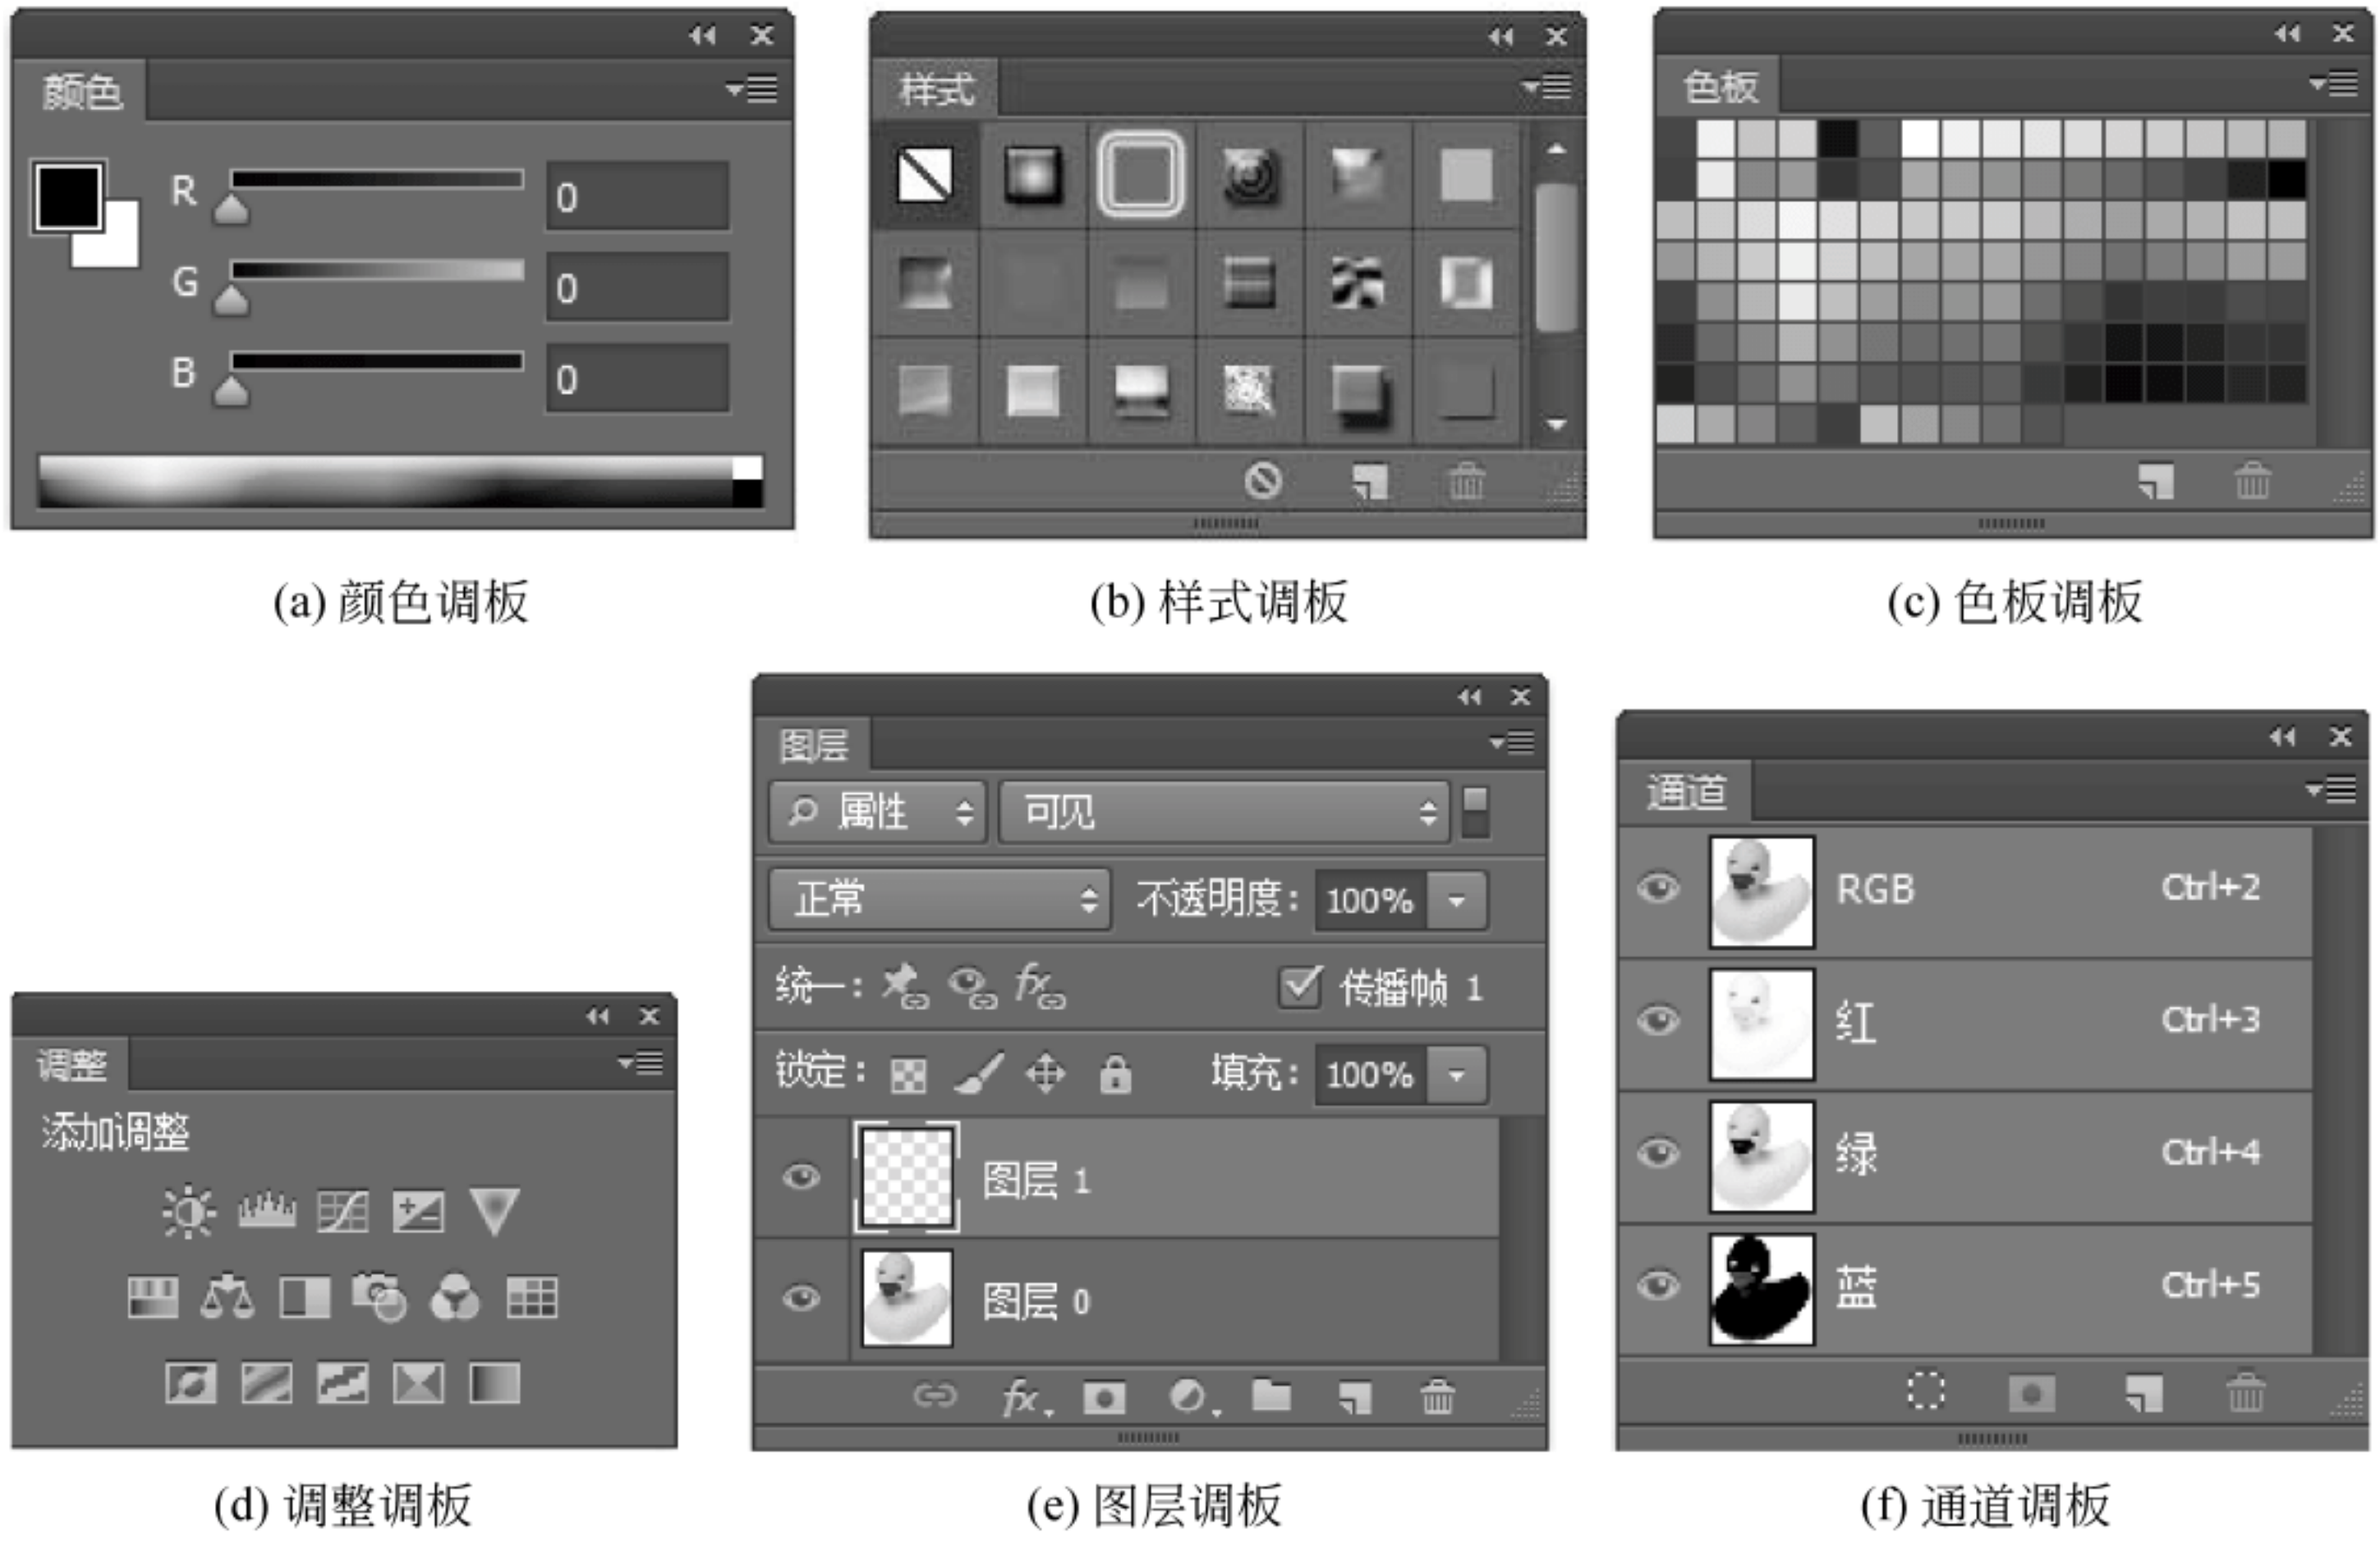 颜色
R 0
G 0
B 0
(a) 颜色调板
样式
(b) 样式调板
色板
(c) 色板调板
调整
添加调整
(d) 调整调板
图层
属性 可见
正常 不透明度: 100%
统一: 传播帧 1
锁定: 填充: 100%
图层 1
图层 0
fx
(e) 图层调板
通道
RGB Ctrl+2
红 Ctrl+3
绿 Ctrl+4
蓝 Ctrl+5
(f) 通道调板